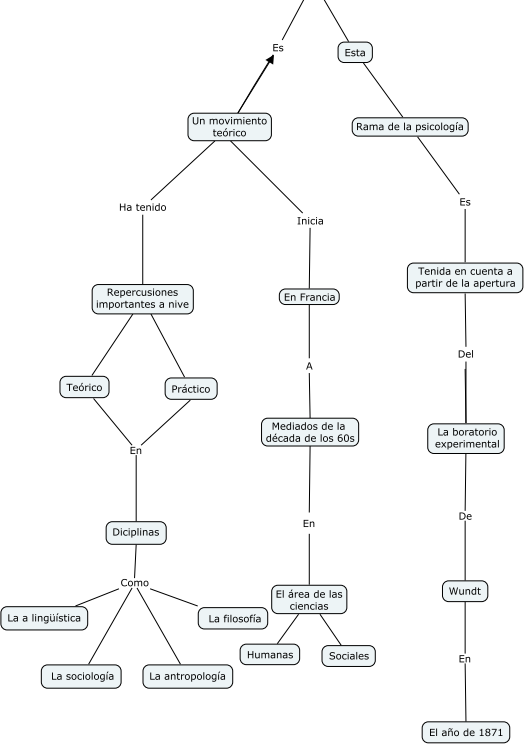 Es
Esta
Un movimiento
teórico
Rama de la psicología
Ha tenido
Inicia
Es
Repercusiones
importantes a nive
En Francia
Tenida en cuenta a
partir de la apertura
Teórico
Práctico
A
Del
Mediados de la
década de los 60s
La boratorio
experimental
En
En
De
Diciplinas
Como
El área de las
ciencias
Wundt
La a lingüística
La filosofía
La sociología
La antropología
Humanas
Sociales
En
El año de 1871